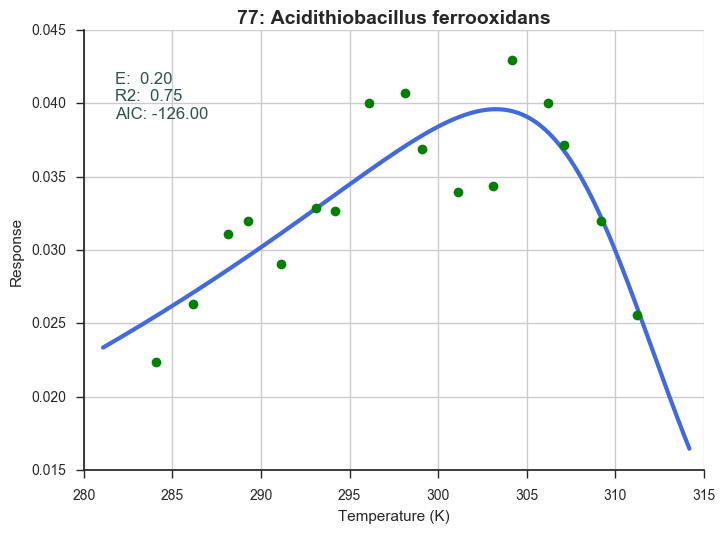 77: Acidithiobacillus ferrooxidans
E:  0.20
R2:  0.75
AIC: -126.00
0.045
0.040
0.035
0.030
0.025
0.020
0.015
Response
280 285 290 295 300 305 310 315
Temperature (K)